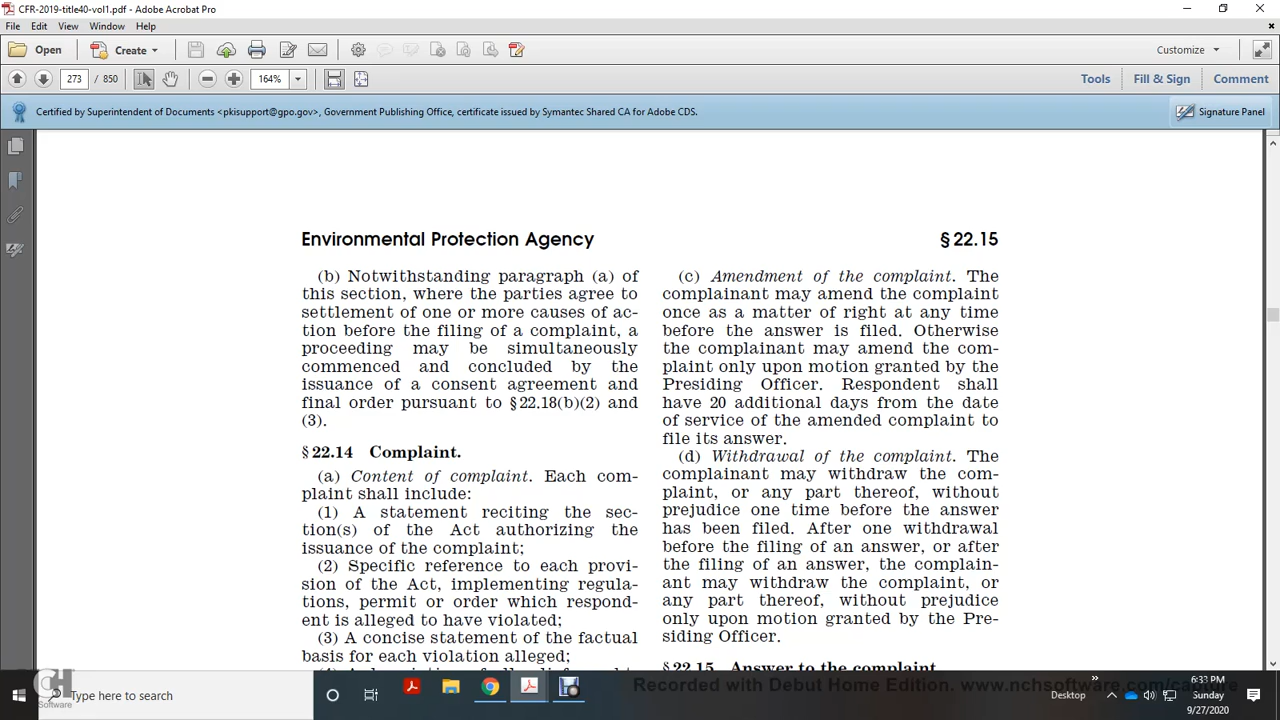 CFR-2019-title40-vol1.pdf - Adobe Acrobat Pro
File Edit View Window Help
Open Create Customize
273 / 850 164% Tools Fill & Sign Comment
Certified by Superintendent of Documents <pkisupport@gpo.gov>, Government Publishing Office, certificate issued by Symantec Shared CA for Adobe CDS. Signature Panel
Environmental Protection Agency § 22.15
(b) Notwithstanding paragraph (a) of
this section, where the parties agree to
settlement of one or more causes of ac-
tion before the filing of a complaint, a
proceeding may be simultaneously
commenced and concluded by the
issuance of a consent agreement and
final order pursuant to § 22.18(b)(2) and
(3).
§ 22.14 Complaint.
(a) Content of complaint. Each com-
plaint shall include:
(1) A statement reciting the sec-
tion(s) of the Act authorizing the
issuance of the complaint;
(2) Specific reference to each provi-
sion of the Act, implementing regula-
tions, permit or order which respond-
ent is alleged to have violated;
(3) A concise statement of the factual
basis for each violation alleged;
(c) Amendment of the complaint. The
complainant may amend the complaint
once as a matter of right at any time
before the answer is filed. Otherwise
the complainant may amend the com-
plaint only upon motion granted by the
Presiding Officer. Respondent shall
have 20 additional days from the date
of service of the amended complaint to
file its answer.
(d) Withdrawal of the complaint. The
complainant may withdraw the com-
plaint, or any part thereof, without
prejudice one time before the answer
has been filed. After one withdrawal
before the filing of an answer, or after
the filing of an answer, the complain-
ant may withdraw the complaint, or
any part thereof, without prejudice
only upon motion granted by the Pre-
siding Officer.
§ 22.15 Answer to the complaint
Recorded with Debut Home Edition. www.nchsoftware.com/capture
NCH
Software
Type here to search
Desktop
6:33 PM
Sunday
9/27/2020